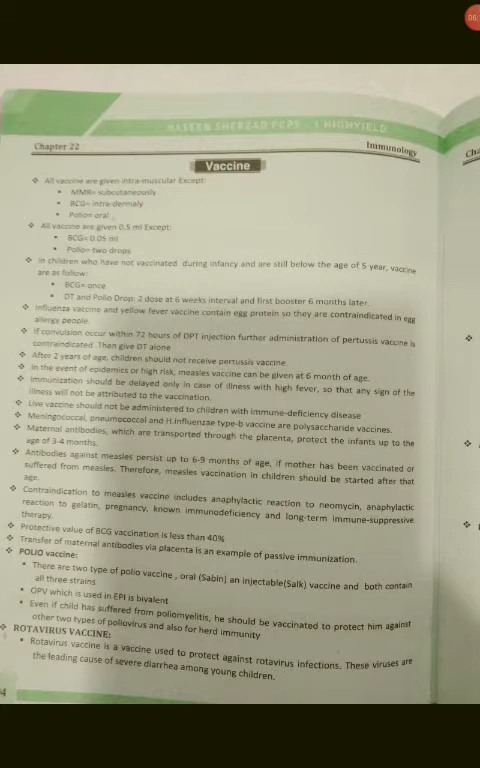 06:
NASEEB SHERZAD FCPS - 1 HIGHYIELD
Chapter 22
Immunology
Cha
Vaccine
❖ All vaccine are given intra-muscular Except:
• MMR= subcutaneously
• BCG= intra-dermaly
• Polio= oral
❖ All vaccine are given 0.5 ml Except:
• BCG= 0.05 ml
• Polio= two drops
❖ In children who have not vaccinated during infancy and are still below the age of 5 year, vaccine
are as follow:
• BCG= once
• DT and Polio Drop: 2 dose at 6 weeks interval and first booster 6 months later.
❖ Influenza vaccine and yellow fever vaccine contain egg protein so they are contraindicated in egg
allergy people.
❖ If convulsion occur within 72 hours of DPT injection further administration of pertussis vaccine is
contraindicated .Then give DT alone
❖ After 2 years of age, children should not receive pertussis vaccine.
❖ In the event of epidemics or high risk, measles vaccine can be given at 6 month of age.
❖ Immunization should be delayed only in case of illness with high fever, so that any sign of the
illness will not be attributed to the vaccination.
❖ Live vaccine should not be administered to children with immune-deficiency disease
❖ Meningococcal, pneumococcal and H.Influenzae type-b vaccine are polysaccharide vaccines.
❖ Maternal antibodies, which are transported through the placenta, protect the infants up to the
age of 3-4 months.
❖ Antibodies against measles persist up to 6-9 months of age, if mother has been vaccinated or
suffered from measles. Therefore, measles vaccination in children should be started after that
age.
❖ Contraindication to measles vaccine includes anaphylactic reaction to neomycin, anaphylactic
reaction to gelatin, pregnancy, known immunodeficiency and long-term immune-suppressive
therapy.
❖ Protective value of BCG vaccination is less than 40%
❖ Transfer of maternal antibodies via placenta is an example of passive immunization.
❖ POLIO vaccine:
• There are two type of polio vaccine , oral (Sabin) an injectable(Salk) vaccine and both contain
all three strains
• OPV which is used in EPI is bivalent
• Even if child has suffered from poliomyelitis, he should be vaccinated to protect him against
other two types of poliovirus and also for herd immunity
❖ ROTAVIRUS VACCINE:
• Rotavirus vaccine is a vaccine used to protect against rotavirus infections. These viruses are
the leading cause of severe diarrhea among young children.
4